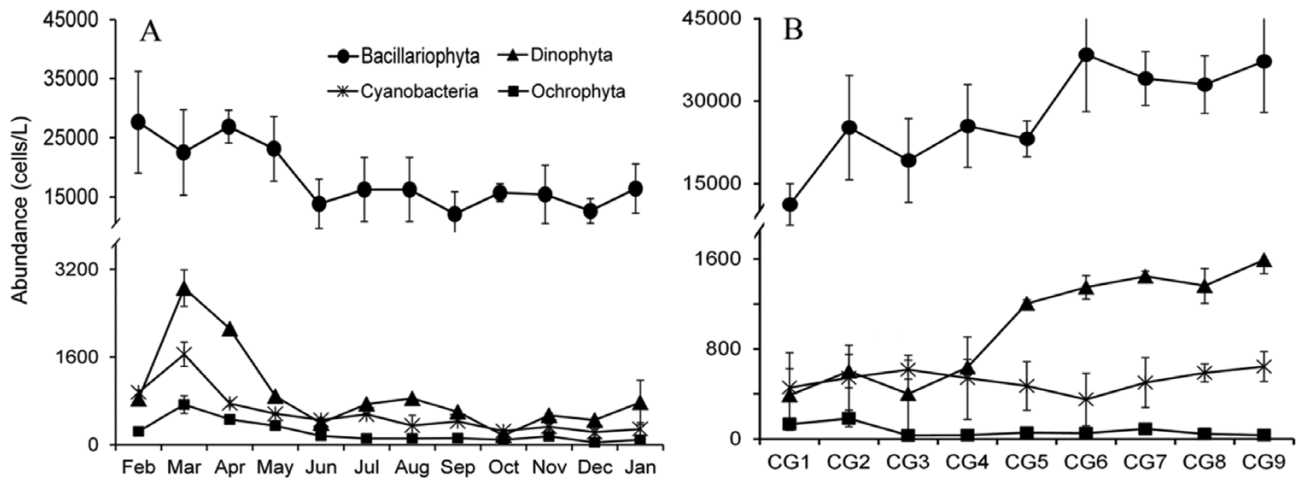 A
Bacillariophyta
Dinophyta
Cyanobacteria
Ochrophyta
Abundance (cells/L)
45000
35000
25000
15000
3200
1600
0
Feb Mar Apr May Jun Jul Aug Sep Oct Nov Dec Jan
B
45000
30000
15000
1600
800
0
CG1 CG2 CG3 CG4 CG5 CG6 CG7 CG8 CG9